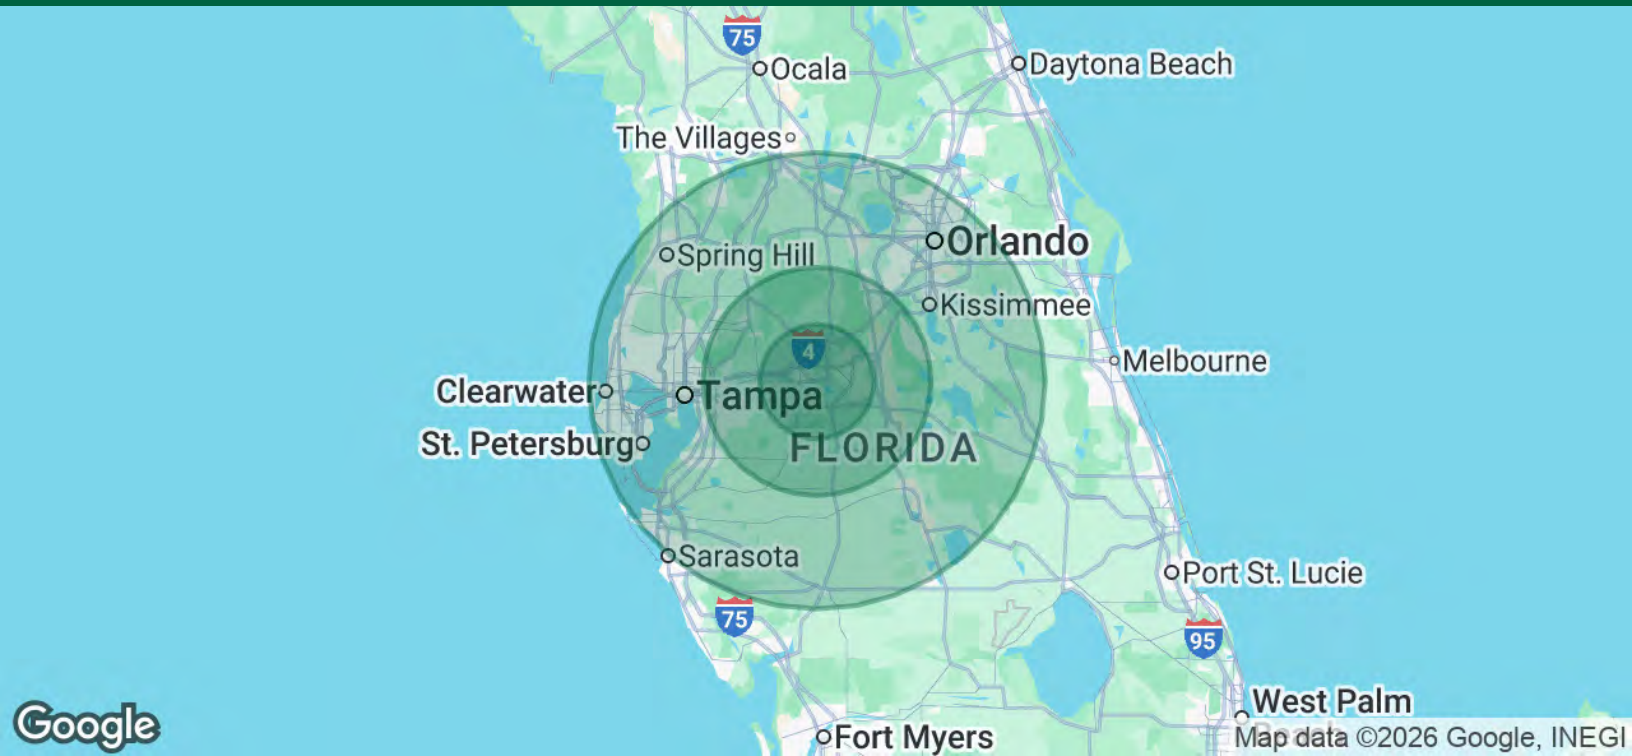 75
Ocala
Daytona Beach
The Villages
Orlando
Spring Hill
Kissimmee
4
Melbourne
Clearwater
Tampa
St. Petersburg
FLORIDA
Sarasota
Port St. Lucie
75
95
West Palm
Beach
Google
Fort Myers
Map data ©2026 Google, INEGI